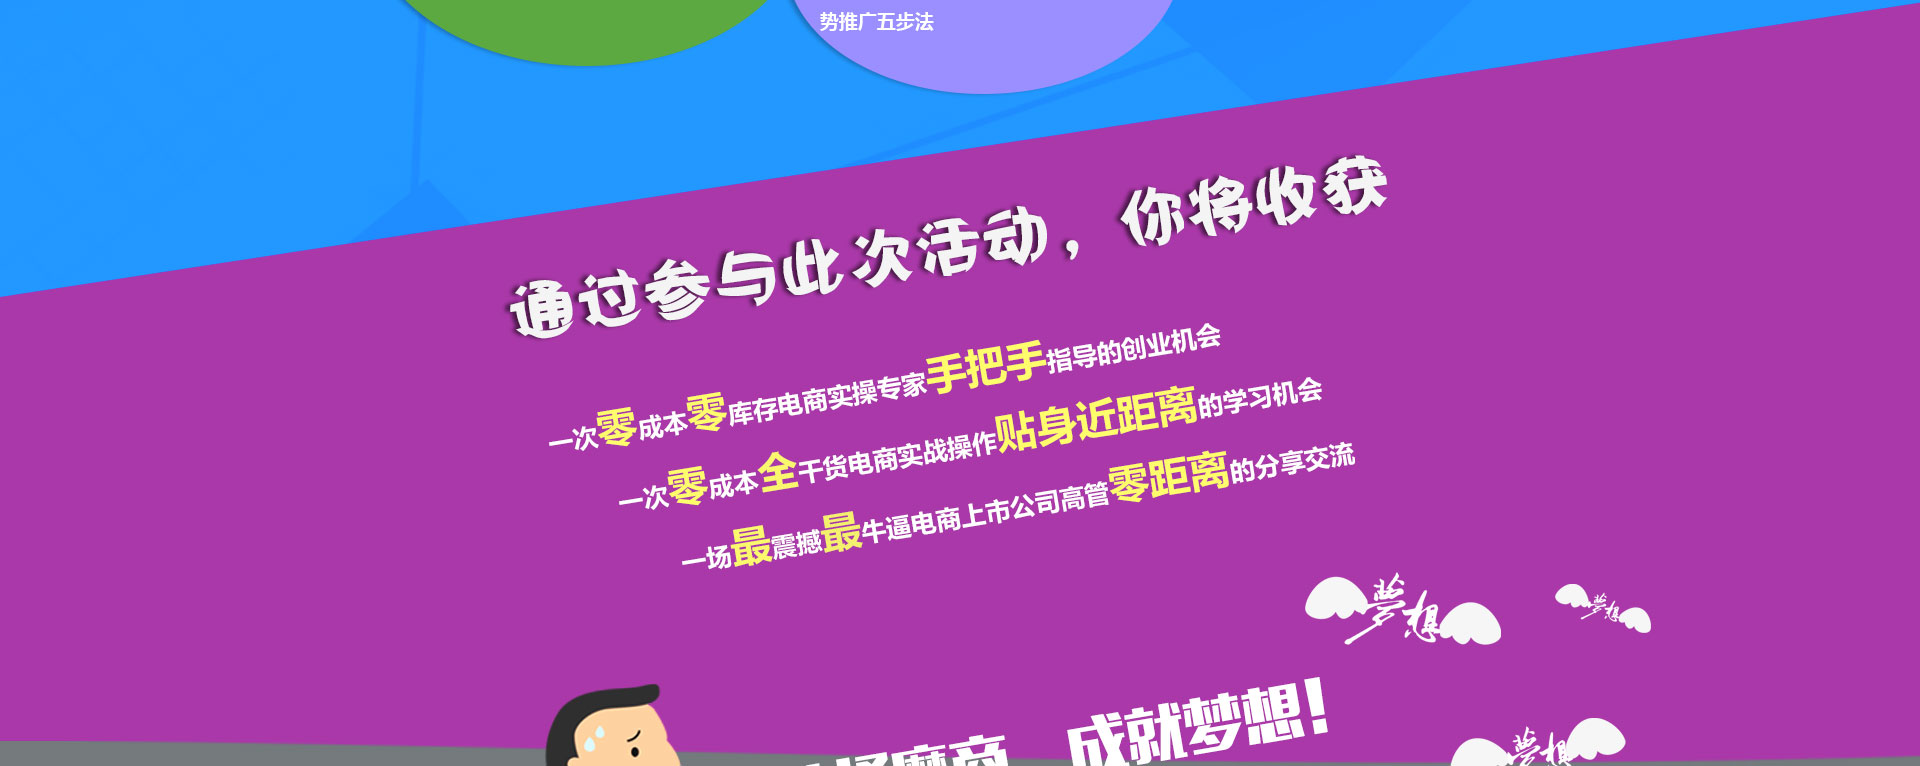 势推广五步法
通过参与此次活动，你将收获
一次零成本零库存电商实操专家手把手指导的创业机会
一次零成本全干货电商实战操作贴身近距离的学习机会
一场最震撼最牛逼电商上市公司高管零距离的分享交流
夢想
夢想
成就梦想！
夢想